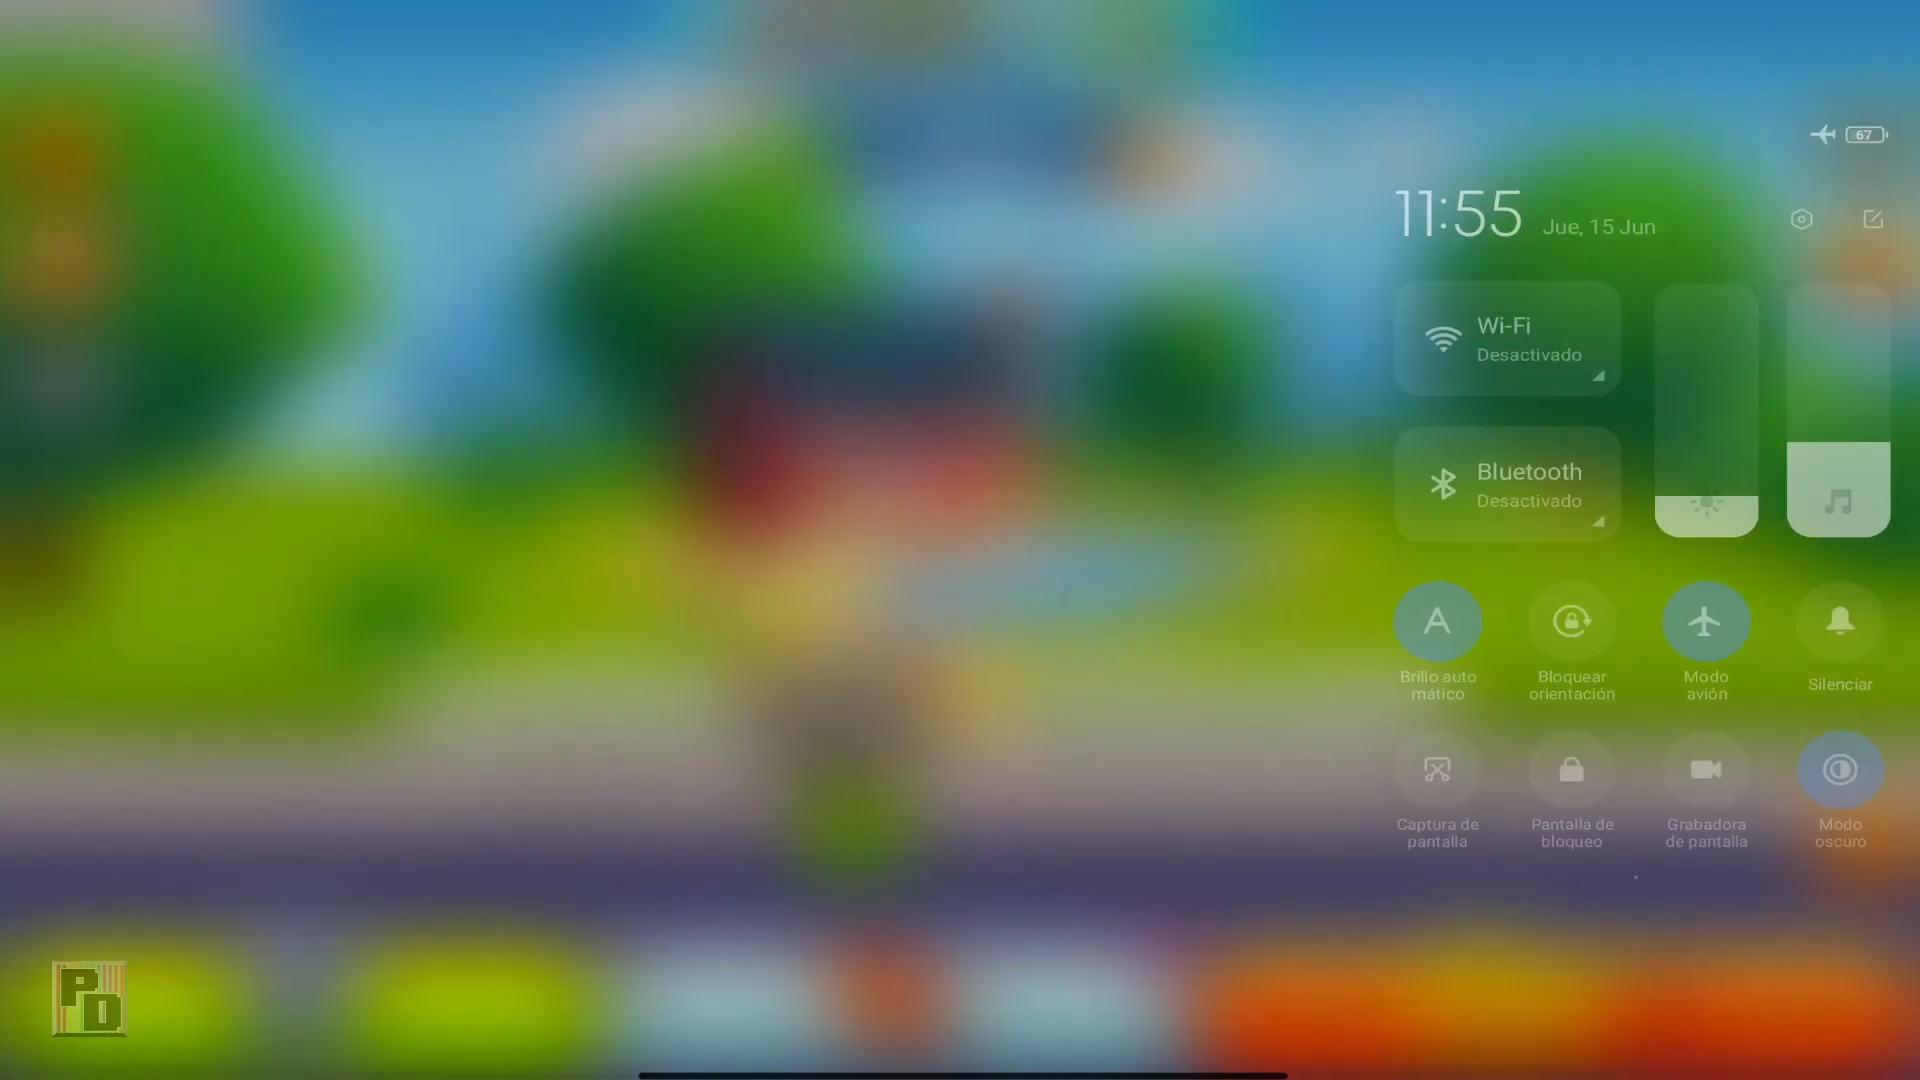 67
11:55 Jue, 15 Jun
Wi-Fi
Desactivado
Bluetooth
Desactivado
A
Brillo auto
mático
Bloquear
orientación
Modo
avión
Silenciar
Captura de
pantalla
Pantalla de
bloqueo
Grabadora
de pantalla
Modo
oscuro
PD